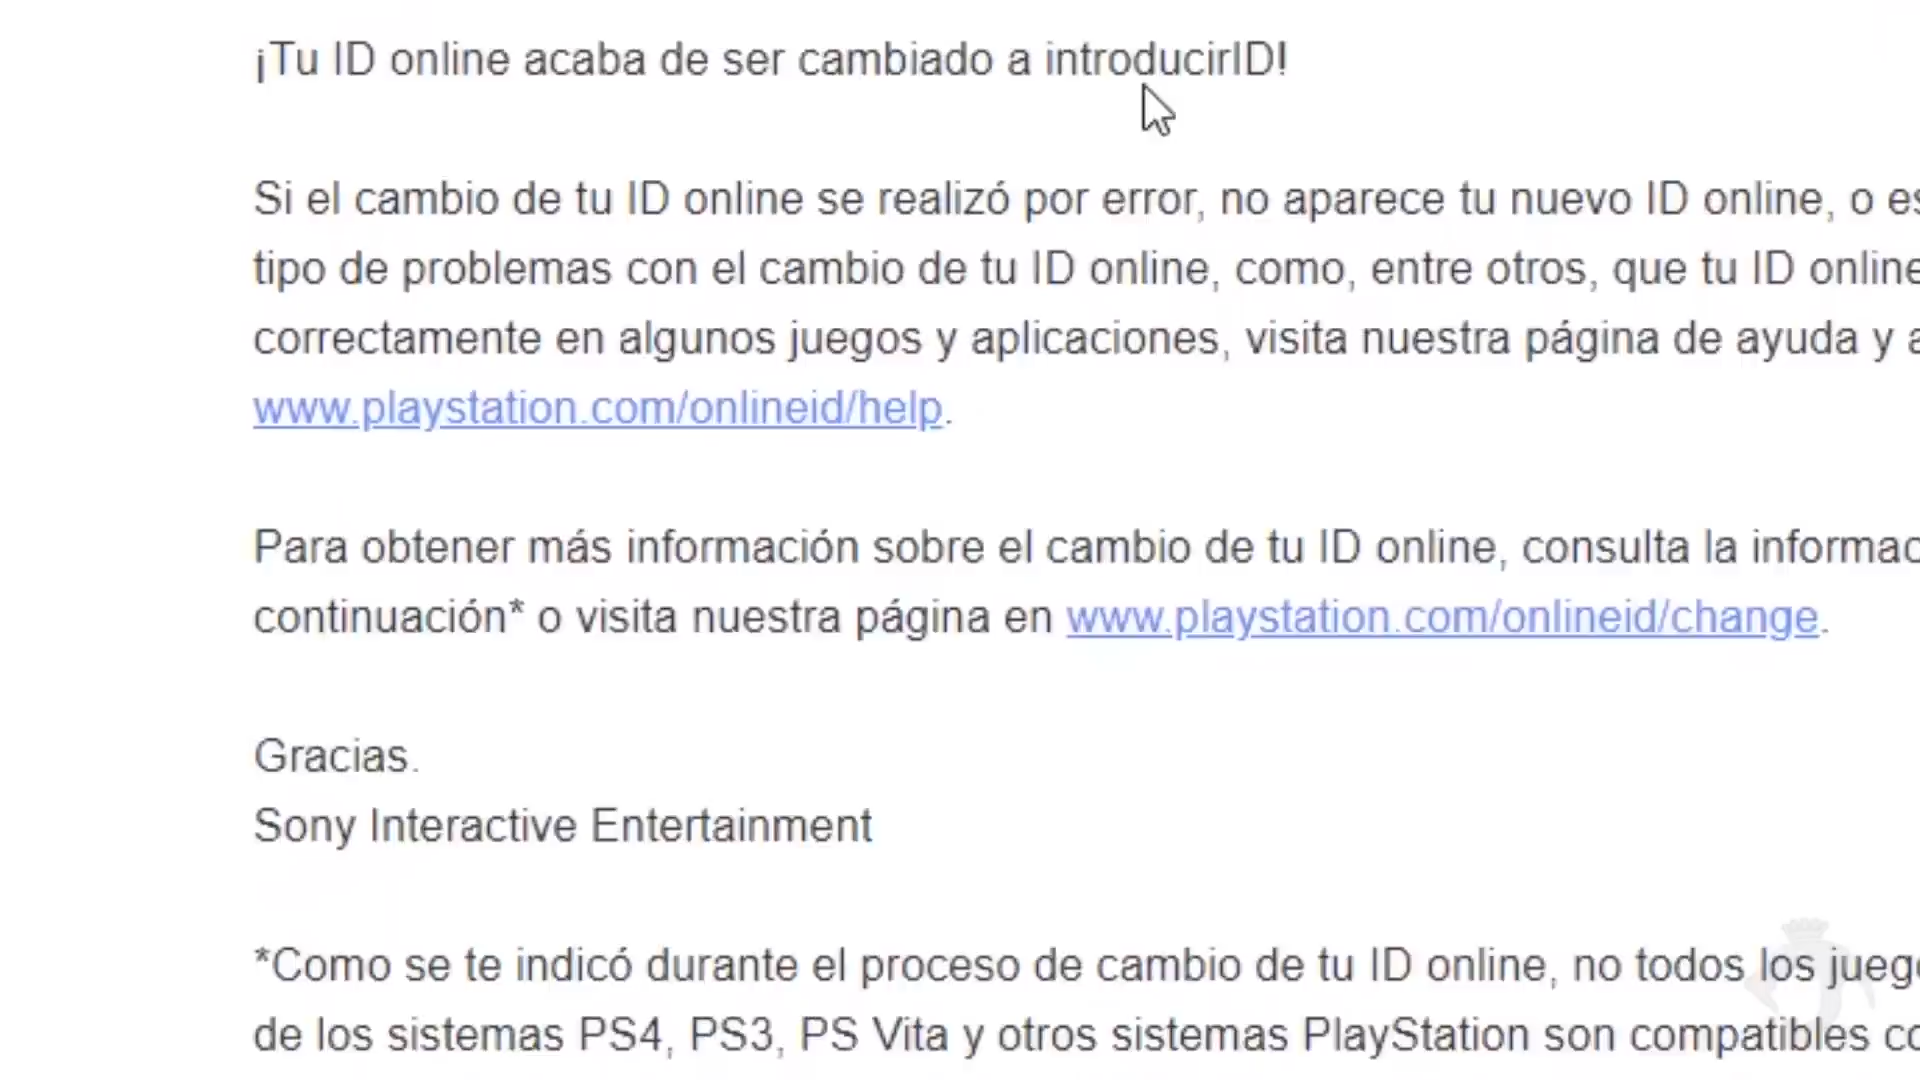 ¡Tu ID online acaba de ser cambiado a introducirID!
Si el cambio de tu ID online se realizó por error, no aparece tu nuevo ID online, o
tipo de problemas con el cambio de tu ID online, como, entre otros, que tu ID online
correctamente en algunos juegos y aplicaciones, visita nuestra página de ayuda y
www.playstation.com/onlineid/help.
Para obtener más información sobre el cambio de tu ID online, consulta la
continuación* o visita nuestra página en www.playstation.com/onlineid/change.
Gracias.
Sony Interactive Entertainment
*Como se te indicó durante el proceso de cambio de tu ID online, no todos los
de los sistemas PS4, PS3, PS Vita y otros sistemas PlayStation son compatibles